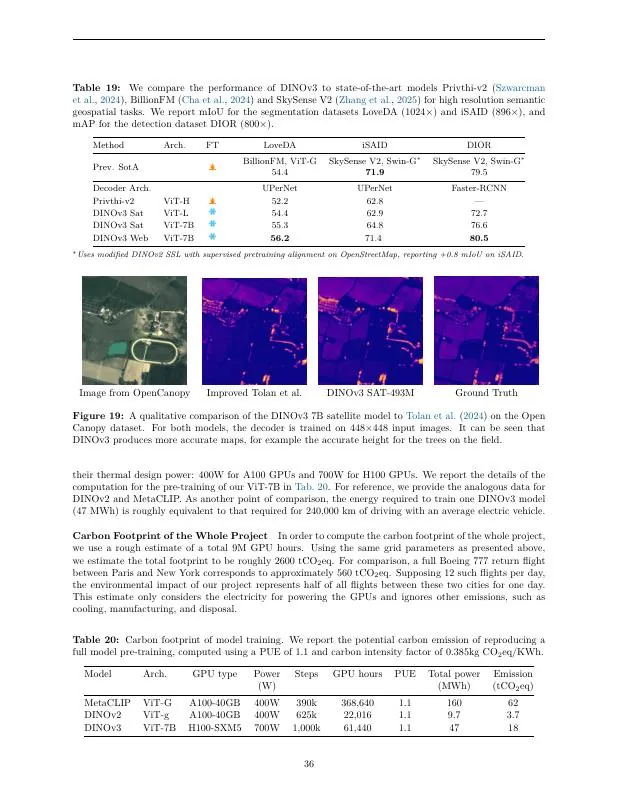 Table 19: We compare the performance of DINOv3 to state-of-the-art models Privthi-v2 (Szwarcman
et al., 2024), BillionFM (Cha et al., 2024) and SkySense V2 (Zhang et al., 2025) for high resolution semantic
geospatial tasks. We report mIoU for the segmentation datasets LoveDA (1024×) and iSAID (896×), and
mAP for the detection dataset DIOR (800×).
Method Arch. FT LoveDA iSAID DIOR
BillionFM, ViT-G SkySense V2, Swin-G* SkySense V2, Swin-G*
Prev. SotA
54.4 71.9 79.5
Decoder Arch. UPerNet UPerNet Faster-RCNN
Privthi-v2 ViT-H 52.2 62.8 —
DINOv3 Sat ViT-L 54.4 62.9 72.7
DINOv3 Sat ViT-7B 55.3 64.8 76.6
DINOv3 Web ViT-7B 56.2 71.4 80.5
* Uses modified DINOv2 SSL with supervised pretraining alignment on OpenStreetMap, reporting +0.8 mIoU on iSAID.
Image from OpenCanopy Improved Tolan et al. DINOv3 SAT-493M Ground Truth
Figure 19: A qualitative comparison of the DINOv3 7B satellite model to Tolan et al. (2024) on the Open
Canopy dataset. For both models, the decoder is trained on 448×448 input images. It can be seen that
DINOv3 produces more accurate maps, for example the accurate height for the trees on the field.
their thermal design power: 400W for A100 GPUs and 700W for H100 GPUs. We report the details of the
computation for the pre-training of our ViT-7B in Tab. 20. For reference, we provide the analogous data for
DINOv2 and MetaCLIP. As another point of comparison, the energy required to train one DINOv3 model
(47 MWh) is roughly equivalent to that required for 240,000 km of driving with an average electric vehicle.
Carbon Footprint of the Whole Project In order to compute the carbon footprint of the whole project,
we use a rough estimate of a total 9M GPU hours. Using the same grid parameters as presented above,
we estimate the total footprint to be roughly 2600 tCO₂eq. For comparison, a full Boeing 777 return flight
between Paris and New York corresponds to approximately 560 tCO₂eq. Supposing 12 such flights per day,
the environmental impact of our project represents half of all flights between these two cities for one day.
This estimate only considers the electricity for powering the GPUs and ignores other emissions, such as
cooling, manufacturing, and disposal.
Table 20: Carbon footprint of model training. We report the potential carbon emission of reproducing a
full model pre-training, computed using a PUE of 1.1 and carbon intensity factor of 0.385kg CO₂eq/KWh.
Model Arch. GPU type Power Steps GPU hours PUE Total power Emission
(W) (MWh) (tCO₂eq)
MetaCLIP ViT-G A100-40GB 400W 390k 368,640 1.1 160 62
DINOv2 ViT-g A100-40GB 400W 625k 22,016 1.1 9.7 3.7
DINOv3 ViT-7B H100-SXM5 700W 1,000k 61,440 1.1 47 18
36